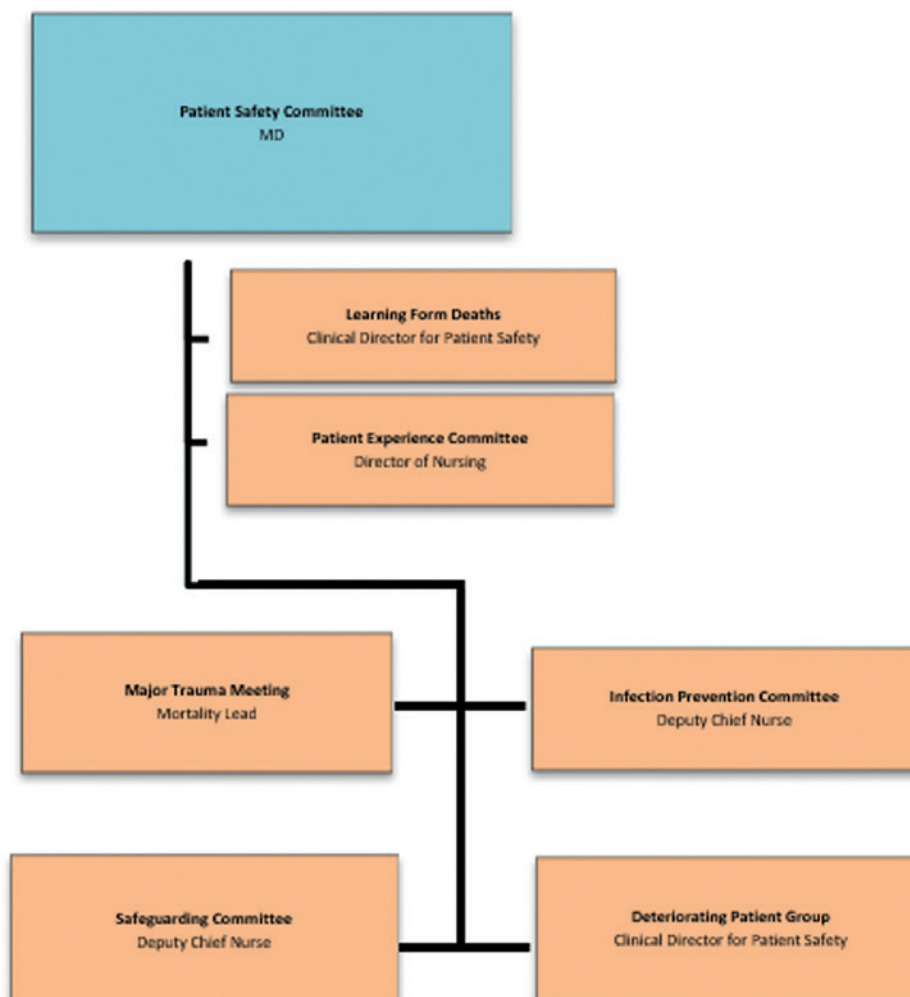 Patient Safety Committee
MD
Learning Form Deaths
Clinical Director for Patient Safety
Patient Experience Committee
Director of Nursing
Major Trauma Meeting
Mortality Lead
Infection Prevention Committee
Deputy Chief Nurse
Safeguarding Committee
Deputy Chief Nurse
Deteriorating Patient Group
Clinical Director for Patient Safety